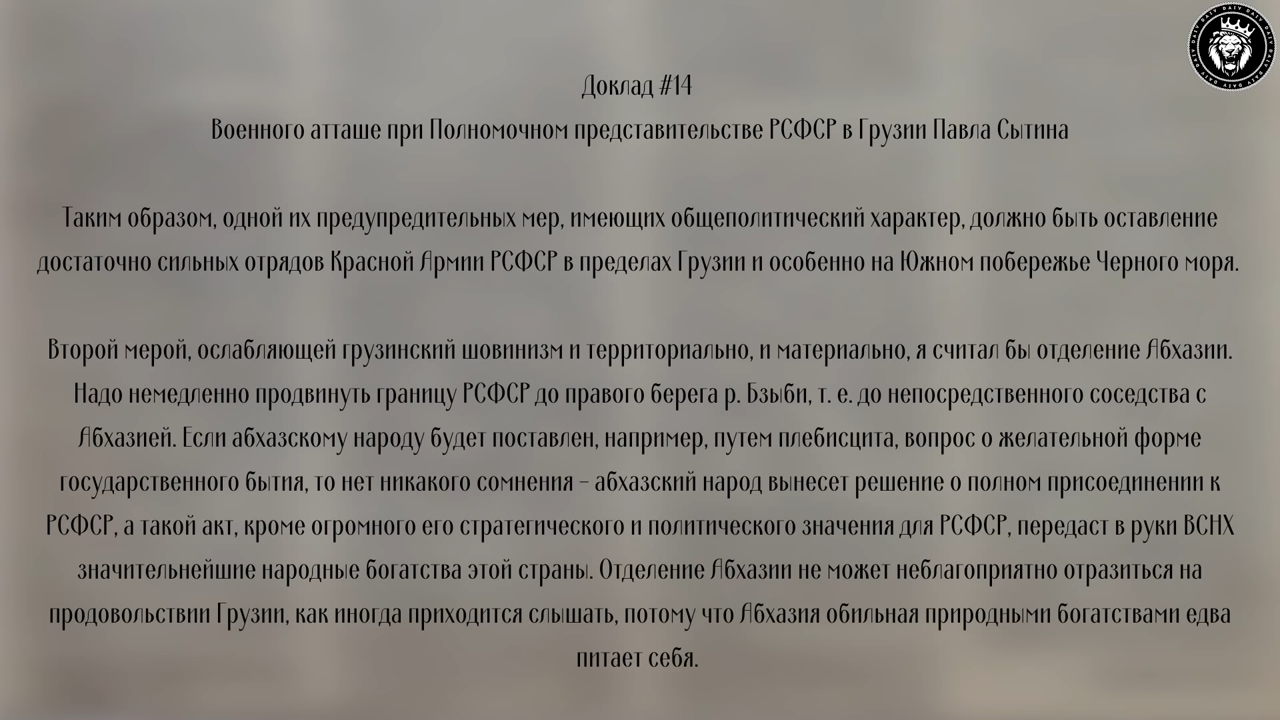 Доклад #14
Военного атташе при Полномочном представительстве РСФСР в Грузии Павла Сытина
Таким образом, одной их предупредительных мер, имеющих общеполитический характер, должно быть оставление
достаточно сильных отрядов Красной Армии РСФСР в пределах Грузии и особенно на Южном побережье Черного моря.
Второй мерой, ослабляющей грузинский шовинизм и территориально, и материально, я считал бы отделение Абхазии.
Надо немедленно продвинуть границу РСФСР до правого берега р. Бзыби, т. е. до непосредственного соседства с
Абхазией. Если абхазскому народу будет поставлен, например, путем плебисцита, вопрос о желательной форме
государственного бытия, то нет никакого сомнения – абхазский народ вынесет решение о полном присоединении к
РСФСР, а такой акт, кроме огромного его стратегического и политического значения для РСФСР, передаст в руки ВСНХ
значительнейшие народные богатства этой страны. Отделение Абхазии не может неблагоприятно отразиться на
продовольствии Грузии, как иногда приходится слышать, потому что Абхазия обильная природными богатствами едва
питает себя.